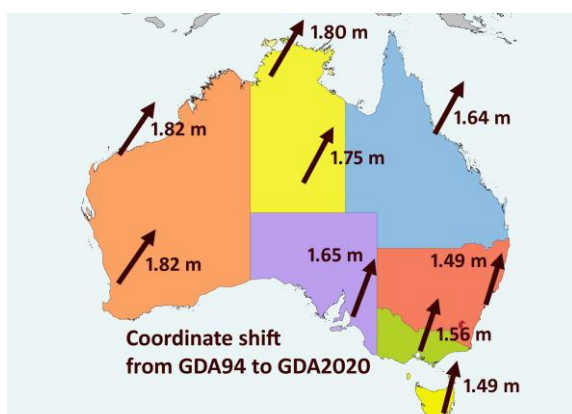 1.80 m
1.82 m
1.64 m
1.75 m
1.82 m
1.65 m
1.49 m
1.56 m
1.49 m
Coordinate shift
from GDA94 to GDA2020